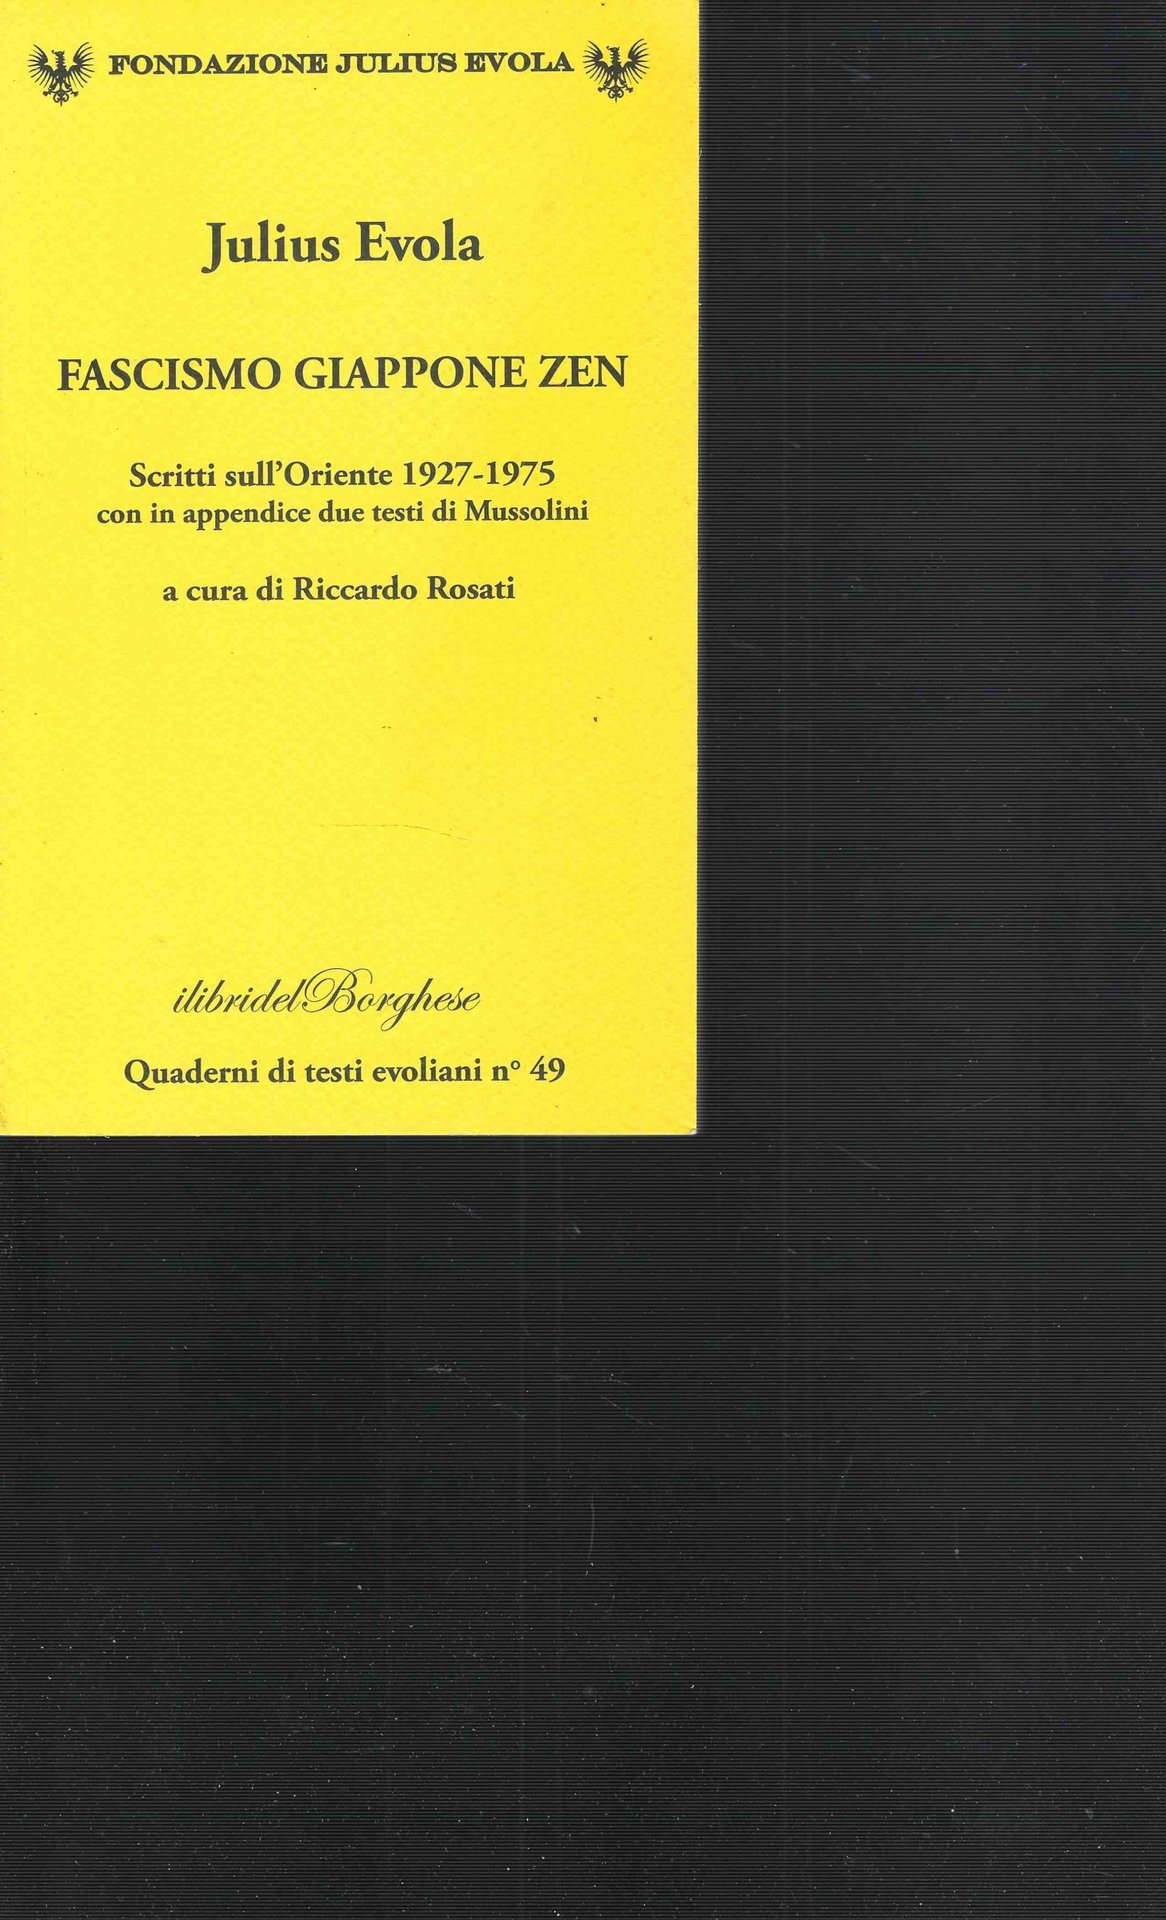 FONDAZIONE JULIUS EVOLA
Julius Evola
FASCISMO GIAPPONE ZEN
Scritti sull'Oriente 1927-1975
con in appendice due testi di Mussolini
a cura di Riccardo Rosati
ilibridelBorghese
Quaderni di testi evoliani n° 49